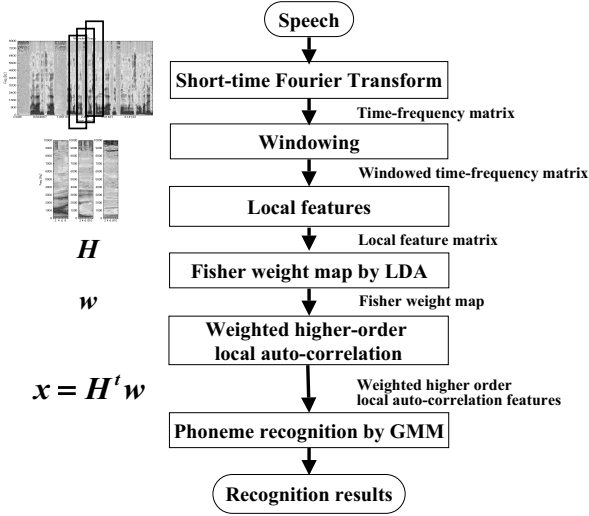 Speech
Short-time Fourier Transform
Time-frequency matrix
Windowing
Windowed time-frequency matrix
Local features
Local feature matrix
H
Fisher weight map by LDA
w
Fisher weight map
Weighted higher-order
local auto-correlation
x = Hᵗ w
Weighted higher order
local auto-correlation features
Phoneme recognition by GMM
Recognition results